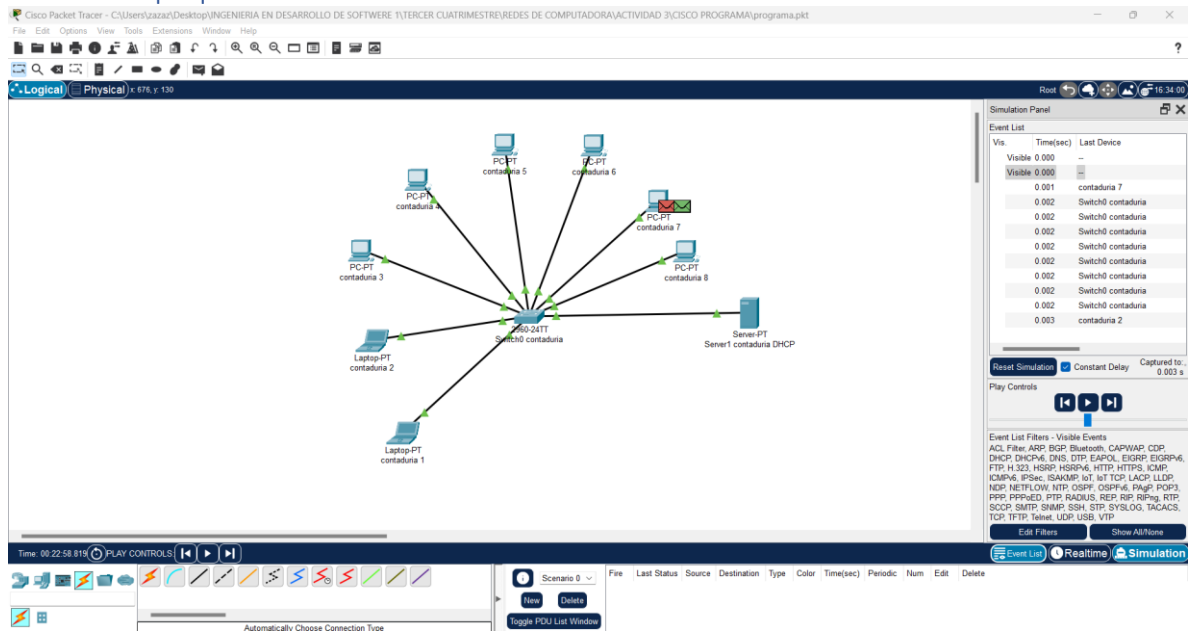 Cisco Packet Tracer - C:\Users\zazaz\Desktop\INGENIERIA EN DESARROLLO DE SOFTWERE 1\TERCER CUATRIMESTRE\REDES DE COMPUTADORA\ACTIVIDAD 3\CISCO PROGRAMA\programa.pkt
File Edit Options View Tools Extensions Window Help
?
Logical Physical x: 676, y: 130
Root 16:34:00
PC-PT
contaduria 5
PC-PT
contaduria 6
PC-PT
contaduria 4
PC-PT
contaduria 7
PC-PT
contaduria 3
PC-PT
contaduria 8
2960-24TT
Switch0 contaduria
Server-PT
Server1 contaduria DHCP
Laptop-PT
contaduria 2
Laptop-PT
contaduria 1
Simulation Panel
Event List
Vis. Time(sec) Last Device
Visible 0.000 --
Visible 0.000 --
0.001 contaduria 7
0.002 Switch0 contaduria
0.002 Switch0 contaduria
0.002 Switch0 contaduria
0.002 Switch0 contaduria
0.002 Switch0 contaduria
0.002 Switch0 contaduria
0.002 Switch0 contaduria
0.003 contaduria 2
Reset Simulation Constant Delay Captured to:
0.003 s
Play Controls
Event List Filters - Visible Events
ACL Filter, ARP, BGP, Bluetooth, CAPWAP, CDP,
DHCP, DHCPv6, DNS, DTP, EAPOL, EIGRP, EIGRPv6,
FTP, H.323, HSRP, HSRPv6, HTTP, HTTPS, ICMP,
ICMPv6, IPSec, ISAKMP, IoT, IoT TCP, LACP, LLDP,
NDP, NETFLOW, NTP, OSPF, OSPFv6, PAgP, POP3,
PPP, PPPoED, PTP, RADIUS, REP, RIP, RIPng, RTP,
SCCP, SMTP, SNMP, SSH, STP, SYSLOG, TACACS,
TCP, TFTP, Telnet, UDP, USB, VTP
Edit Filters Show All/None
Time: 00:22:58.819 PLAY CONTROLS:
Event List Realtime Simulation
Scenario 0
New Delete
Toggle PDU List Window
Fire Last Status Source Destination Type Color Time(sec) Periodic Num Edit Delete
Automatically Choose Connection Type